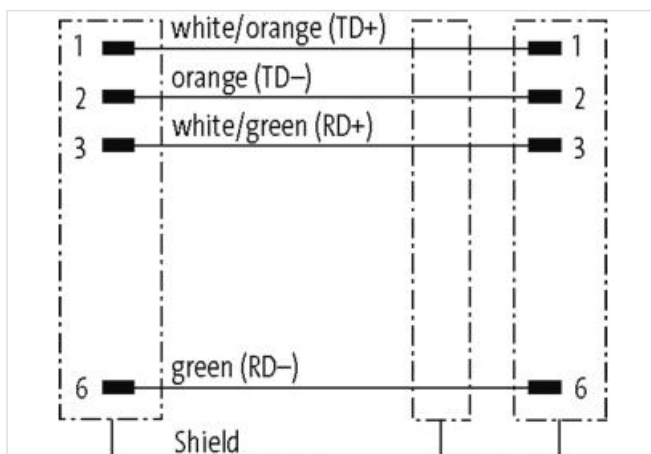 1 white/orange (TD+) 1
2 orange (TD–) 2
3 white/green (RD+) 3
6 green (RD–) 6
Shield